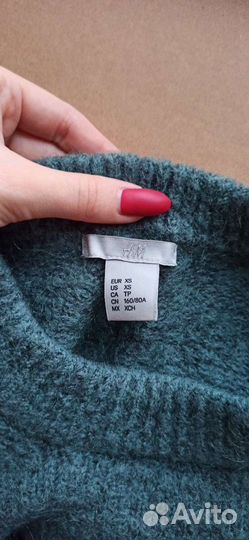 H&M
EUR XS
US XS
CA TP
CN 160/80A
MX XCH
Avito